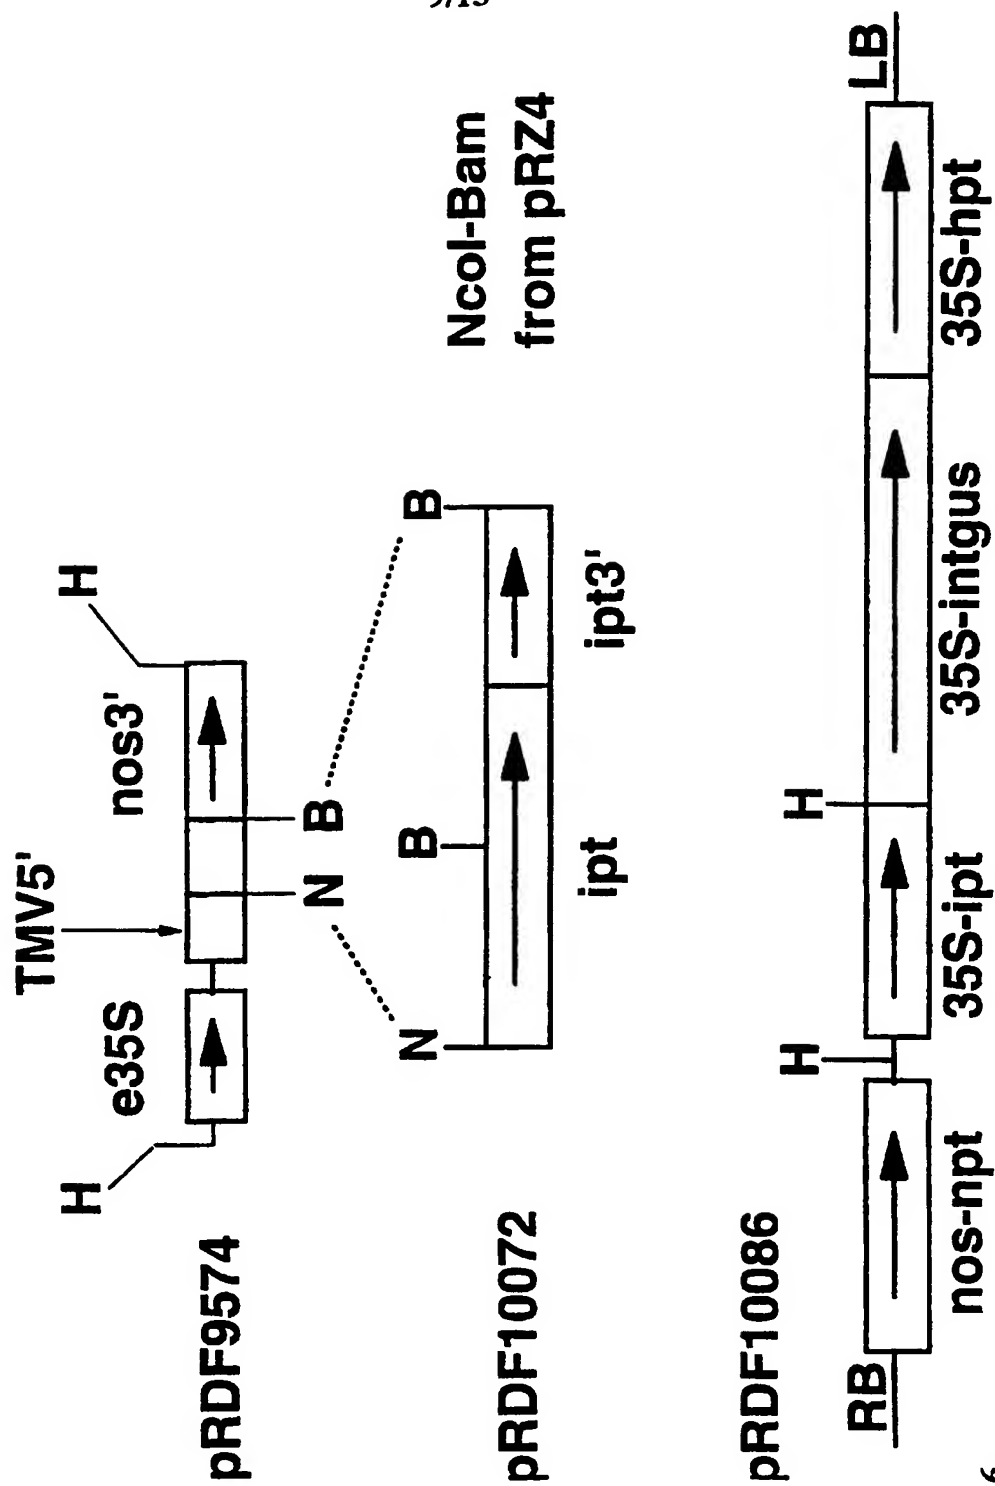 TMV5'
H
e35S
nos3'
H
pRDF9574
N
B
N
B
B
NcoI-Bam
from pRZ4
pRDF10072
ipt
ipt3'
pRDF10086
H
H
RB
LB
nos-npt
35S-ipt
35S-intgus
35S-hpt